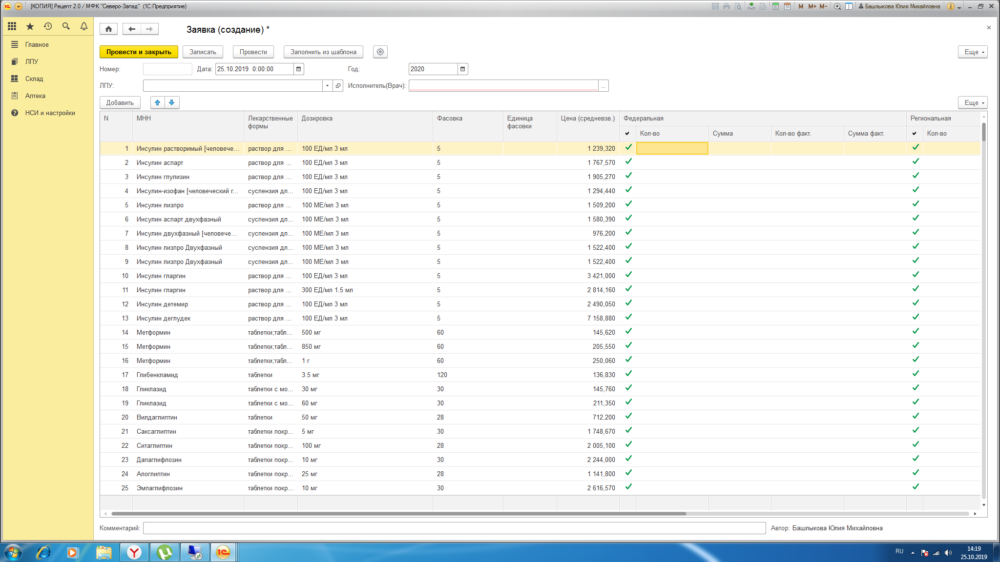 [КОПИЯ] Рецепт 2.0 / МФК "Северо-Запад" (1С:Предприятие)
M M+ M- Башлыкова Юлия Михайловна
Заявка (создание) *
Главное
ЛПУ
Склад
Аптека
НСИ и настройки
Провести и закрыть Записать Провести Заполнить из шаблона Еще
Номер: Дата: 25.10.2019 0:00:00 Год: 2020
ЛПУ: Исполнитель(Врач): ...
Добавить Еще
N МНН Лекарственные формы Дозировка Фасовка Единица фасовки Цена (средневзв.) Федеральная Региональная
Кол-во Сумма Кол-во факт. Сумма факт. Кол-во
1 Инсулин растворимый [человече... раствор для ... 100 ЕД/мл 3 мл 5 1 239,320
2 Инсулин аспарт раствор для ... 100 ЕД/мл 3 мл 5 1 767,570
3 Инсулин глулизин раствор для ... 100 ЕД/мл 3 мл 5 1 905,270
4 Инсулин-изофан [человеческий г... суспензия дл... 100 ЕД/мл 3 мл 5 1 294,440
5 Инсулин лизпро раствор для ... 100 МЕ/мл 3 мл 5 1 509,200
6 Инсулин аспарт двухфазный суспензия дл... 100 МЕ/мл 3 мл 5 1 580,390
7 Инсулин двухфазный [человече... суспензия дл... 100 МЕ/мл 3 мл 5 976,200
8 Инсулин лизпро Двухфазный суспензия дл... 100 МЕ/мл 3 мл 5 1 522,400
9 Инсулин лизпро Двухфазный суспензия дл... 100 МЕ/мл 3 мл 5 1 522,400
10 Инсулин гларгин раствор для ... 100 ЕД/мл 3 мл 5 3 421,000
11 Инсулин гларгин раствор для ... 300 ЕД/мл 1.5 мл 5 2 814,160
12 Инсулин детемир раствор для ... 100 ЕД/мл 3 мл 5 2 490,050
13 Инсулин деглудек раствор для ... 100 ЕД/мл 3 мл 5 7 158,880
14 Метформин таблетки;табл... 500 мг 60 145,620
15 Метформин таблетки;табл... 850 мг 60 205,550
16 Метформин таблетки;табл... 1 г 60 250,060
17 Глибенкламид таблетки 3.5 мг 120 136,830
18 Гликлазид таблетки с мо... 30 мг 30 145,760
19 Гликлазид таблетки с мо... 60 мг 30 211,350
20 Вилдаглиптин таблетки 50 мг 28 712,200
21 Саксаглиптин таблетки покр... 5 мг 30 1 748,670
22 Ситаглиптин таблетки покр... 100 мг 28 2 005,100
23 Дапаглифлозин таблетки покр... 10 мг 30 2 244,000
24 Алоглиптин таблетки покр... 25 мг 28 1 141,800
25 Эмпаглифлозин таблетки покр... 10 мг 30 2 616,570
Комментарий: Автор: Башлыкова Юлия Михайловна
RU 14:19
25.10.2019